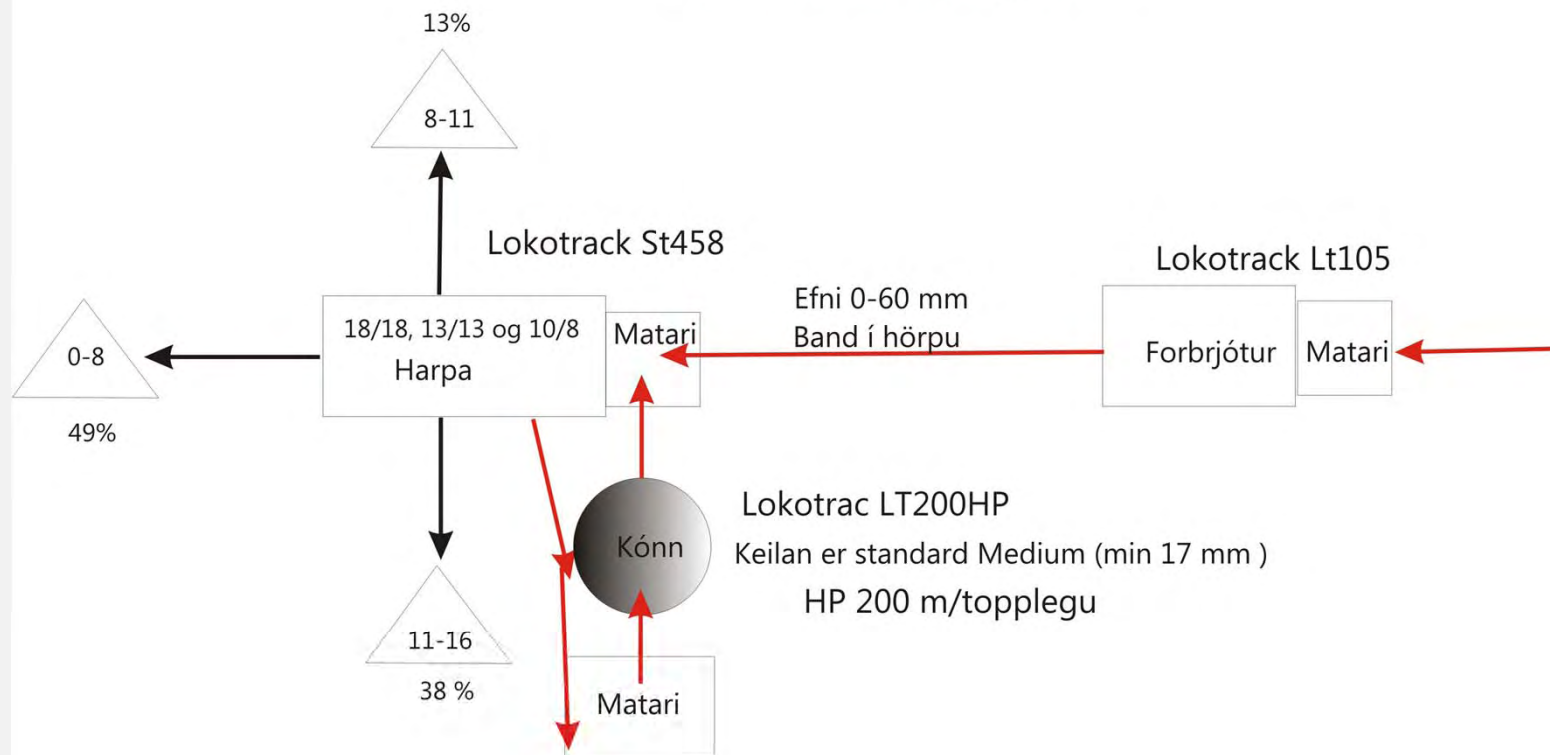 13%
8-11
Lokotrack St458
Lokotrack Lt105
Efni 0-60 mm
Band í hörpu
18/18, 13/13 og 10/8
Harpa
Matari
Forbrjótur
Matari
0-8
49%
Lokotrac LT200HP
Kónn
Keilan er standard Medium (min 17 mm )
HP 200 m/topplegu
11-16
38 %
Matari